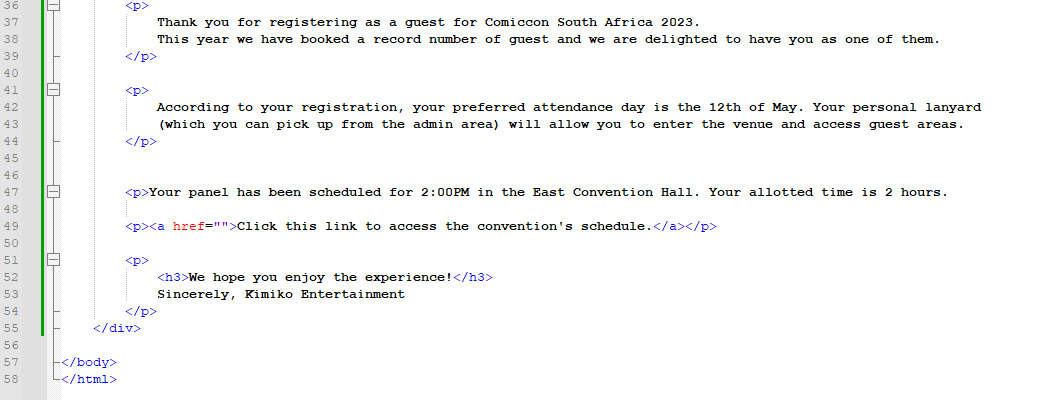 36 <p>
37 Thank you for registering as a guest for Comiccon South Africa 2023.
38 This year we have booked a record number of guest and we are delighted to have you as one of them.
39 </p>
40
41 <p>
42 According to your registration, your preferred attendance day is the 12th of May. Your personal lanyard
43 (which you can pick up from the admin area) will allow you to enter the venue and access guest areas.
44 </p>
45
46
47 <p>Your panel has been scheduled for 2:00PM in the East Convention Hall. Your allotted time is 2 hours.
48
49 <p><a href="">Click this link to access the convention's schedule.</a></p>
50
51 <p>
52 <h3>We hope you enjoy the experience!</h3>
53 Sincerely, Kimiko Entertainment
54 </p>
55 </div>
56
57 </body>
58 </html>